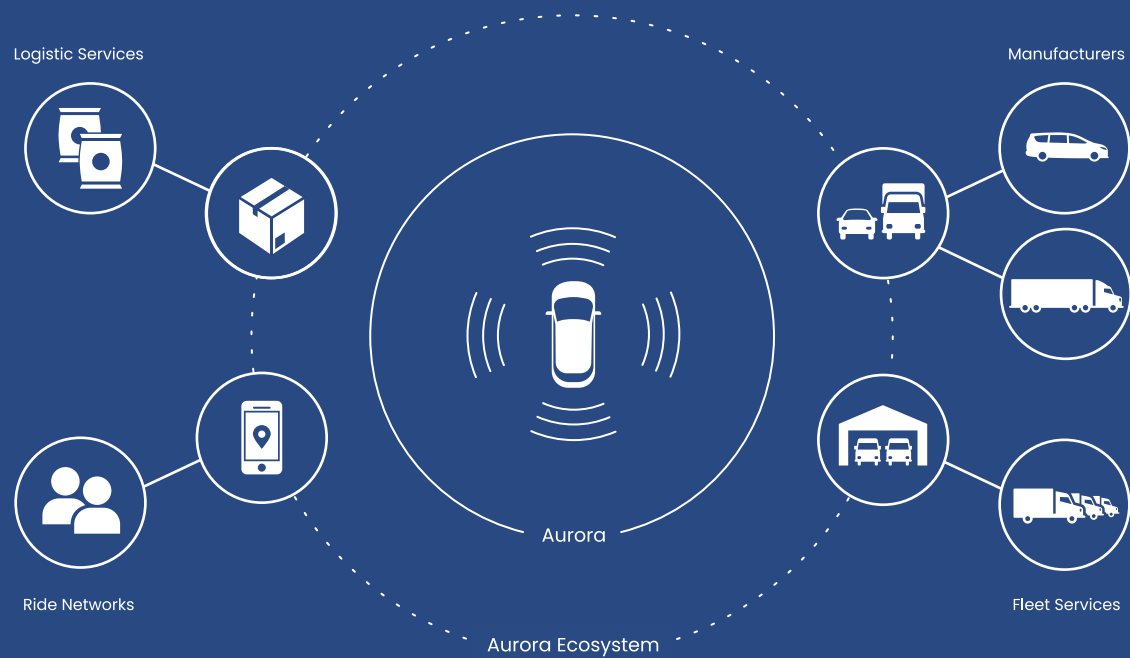 Logistic Services
Manufacturers
Aurora
Ride Networks
Fleet Services
Aurora Ecosystem